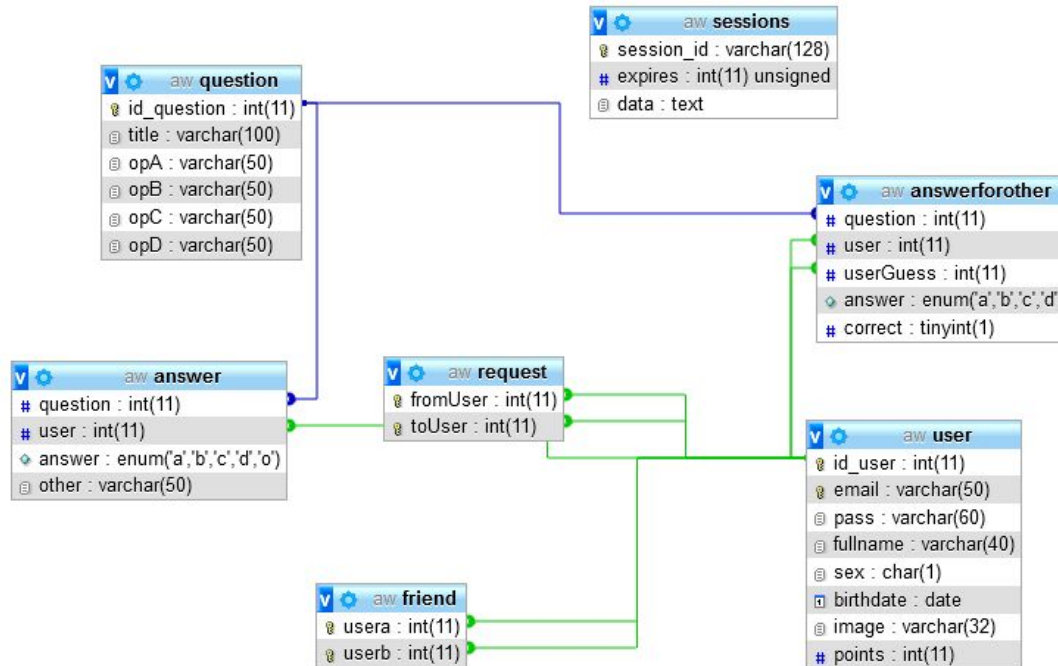 aw sessions
session_id : varchar(128)
# expires : int(11) unsigned
data : text
aw question
id_question : int(11)
title : varchar(100)
opA : varchar(50)
opB : varchar(50)
opC : varchar(50)
opD : varchar(50)
aw answerforother
# question : int(11)
# user : int(11)
# userGuess : int(11)
answer : enum('a','b','c','d'
# correct : tinyint(1)
aw answer
# question : int(11)
# user : int(11)
answer : enum('a','b','c','d','o')
other : varchar(50)
aw request
fromUser : int(11)
toUser : int(11)
aw user
id_user : int(11)
email : varchar(50)
pass : varchar(60)
fullname : varchar(40)
sex : char(1)
birthdate : date
image : varchar(32)
# points : int(11)
aw friend
usera : int(11)
userb : int(11)